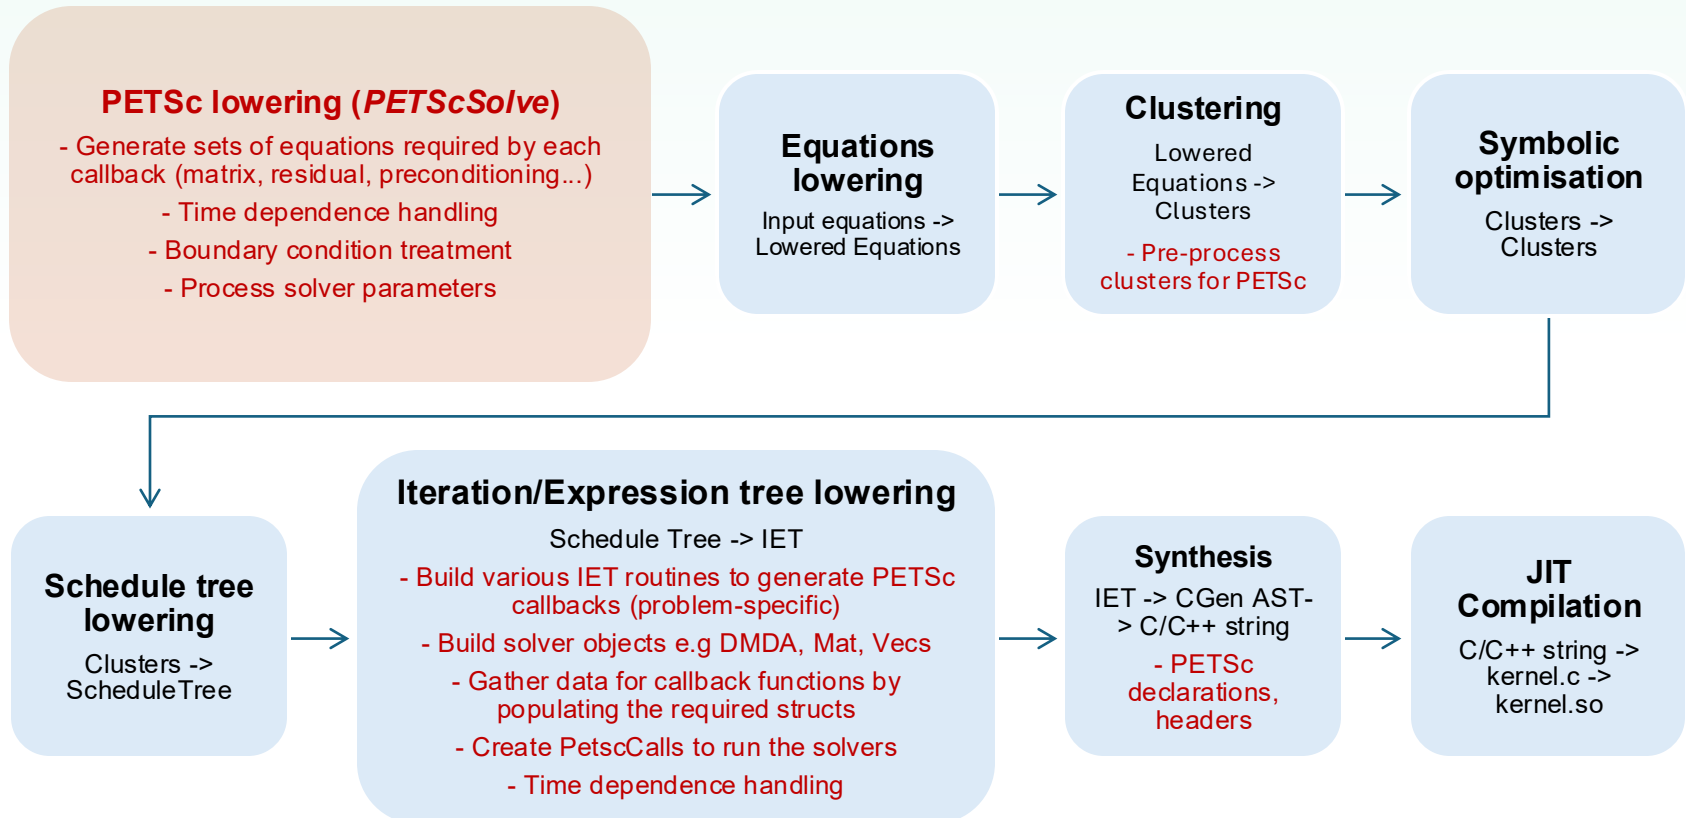 PETSc lowering (PETScSolve)
- Generate sets of equations required by each
callback (matrix, residual, preconditioning...)
- Time dependence handling
- Boundary condition treatment
- Process solver parameters
Equations
lowering
Input equations ->
Lowered Equations
Clustering
Lowered
Equations ->
Clusters
- Pre-process
clusters for PETSc
Symbolic
optimisation
Clusters ->
Clusters
Schedule tree
lowering
Clusters ->
ScheduleTree
Iteration/Expression tree lowering
Schedule Tree -> IET
- Build various IET routines to generate PETSc
callbacks (problem-specific)
- Build solver objects e.g DMDA, Mat, Vecs
- Gather data for callback functions by
populating the required structs
- Create PetscCalls to run the solvers
- Time dependence handling
Synthesis
IET -> CGen AST-
> C/C++ string
- PETSc
declarations,
headers
JIT
Compilation
C/C++ string ->
kernel.c ->
kernel.so